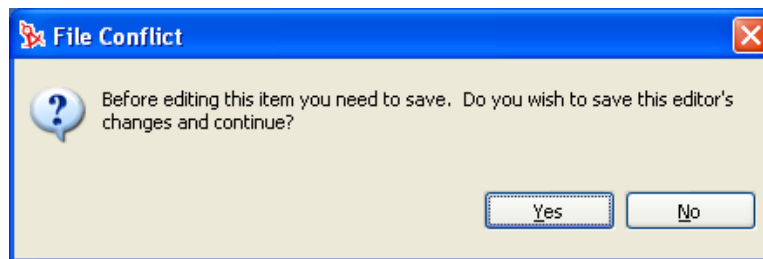 File Conflict
Before editing this item you need to save.  Do you wish to save this editor's
changes and continue?
Yes
No